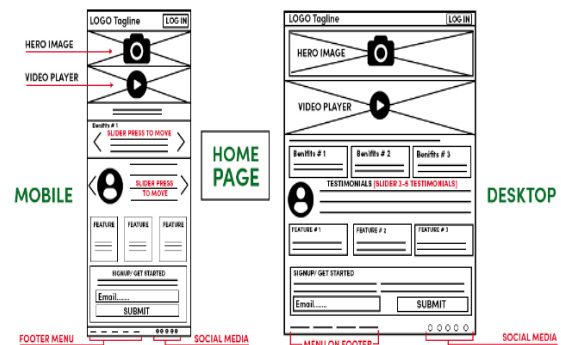 LOGO Tagline
LOG IN
HERO IMAGE
VIDEO PLAYER
Benifits # 1
SLIDER PRESS TO MOVE
SLIDER PRESS
TO MOVE
MOBILE
FEATURE
FEATURE
FEATURE
SIGNUP/ GET STARTED
Email......
SUBMIT
FOOTER MENU
SOCIAL MEDIA
HOME
PAGE
LOGO Tagline
LOG IN
HERO IMAGE
VIDEO PLAYER
Benifits # 1
Benifits # 2
Benifits # 3
TESTIMONIALS [SLIDER 3-5 TESTIMONIALS]
DESKTOP
FEATURE # 1
FEATURE # 2
FEATURE # 3
SIGNUP/ GET STARTED
Email......
SUBMIT
MENU ON FOOTER
SOCIAL MEDIA